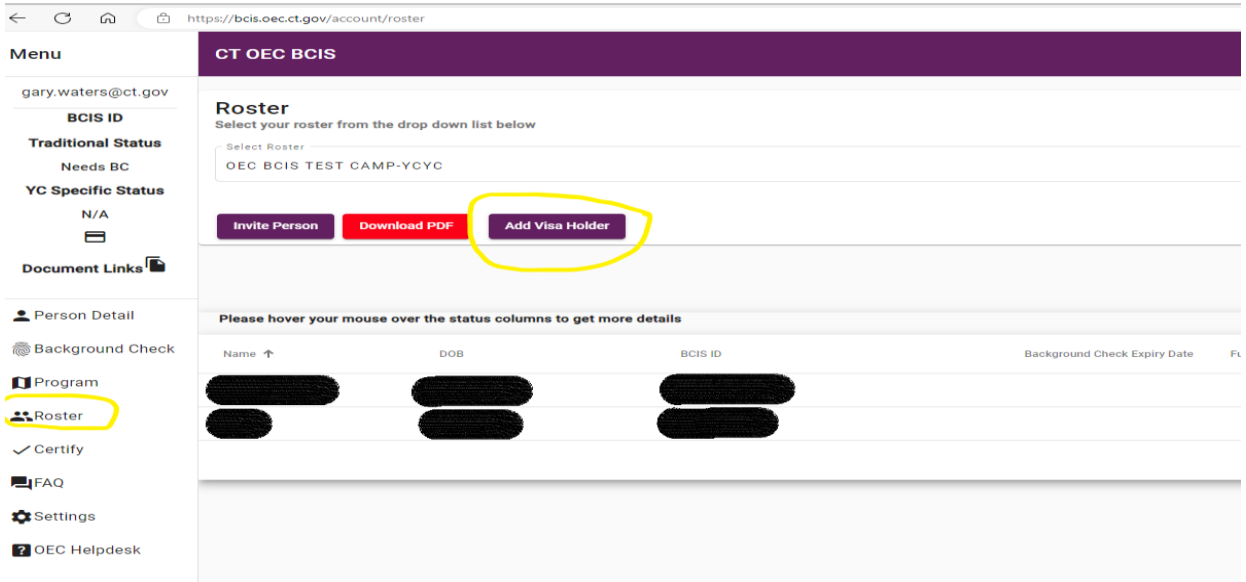 https://bcis.oec.ct.gov/account/roster
Menu
CT OEC BCIS
gary.waters@ct.gov
BCIS ID
Traditional Status
Needs BC
YC Specific Status
N/A
Document Links
Person Detail
Background Check
Program
Roster
Certify
FAQ
Settings
? OEC Helpdesk
Roster
Select your roster from the drop down list below
Select Roster
OEC BCIS TEST CAMP-YCYC
Invite Person Download PDF Add Visa Holder
Please hover your mouse over the status columns to get more details
Name DOB BCIS ID Background Check Expiry Date